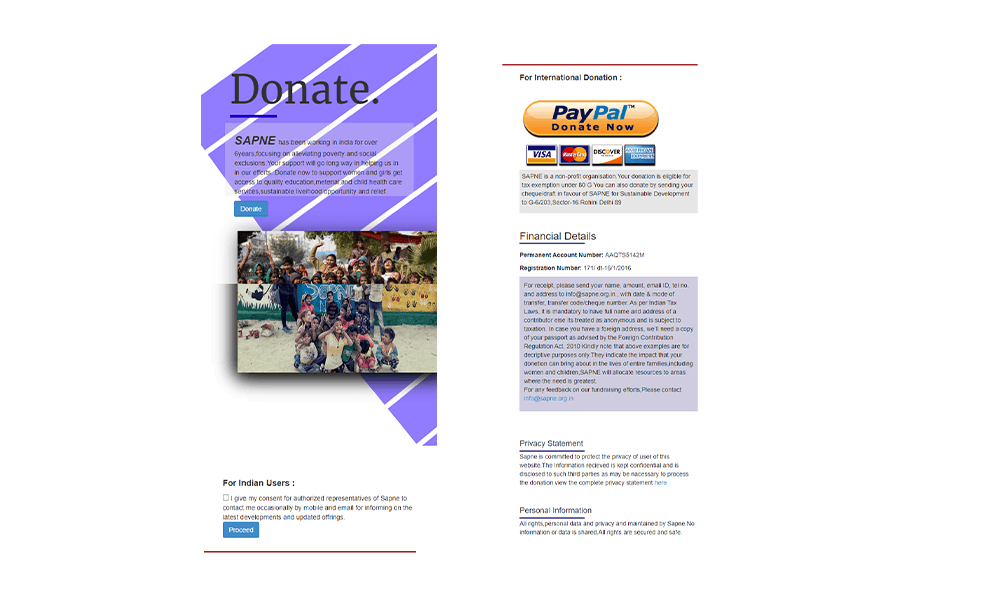 Donate.
SAPNE has been working in india for over
6years,focusing on alleviating poverty and social
exclusions.Your support will go long way in helping us in
in our efforts. Donate now to support women and girls get
access to quality education,meterial and child health care
services,sustainable livelhood opportunity and relief.
Donate
SAPNE
For Indian Users :
I give my consent for authorized representatives of Sapne to
contact me occasionally by mobile and email for informing on the
latest developments and updated offrings.
Proceed
For International Donation :
PayPal™
Donate Now
VISA
MasterCard
DISCOVER
AMERICAN
EXPRESS
SAPNE is a non-profit organisation.Your donation is eligible for
tax-exemption under 80 G You can also donate by sending your
cheque/draft in favour of SAPNE for Sustainable Development
to G-6/203,Sector-16 Rohini Delhi 89
Financial Details
Permanent Account Number: AAQTS5142M
Registration Number: 171/ dt-16/1/2016
For receipt, please send your name, amount, email ID, tel no.
and address to info@sapne.org.in , with date & mode of
transfer, transfer code/cheque number. As per Indian Tax
Laws, it is mandatory to have full name and address of a
contributor else its treated as anonymous and is subject to
taxation. In case you have a foreign address, we'll need a copy
of your passport as advised by the Foreign Contribution
Regulation Act, 2010 Kindly note that above examples are for
decriptive purposes only.They indicate the impact that your
donetion can bring about in the lives of entire families,including
women and children,SAPNE will allocate resources to areas
where the need is greatest.
For any feedback on our fundraising efforts,Please contact
info@sapne.org.in
Privacy Statement
Sapne is committed to protect the privacy of user of this
website.The Information recieved is kept confidential and is
disclosed to such third parties as may be nacessary to process
the donation.view the complete privacy statement here
Personal Information
All rights,personal data and privacy and maintained by Sapne.No
information or data is shared.All rights are secured and safe.